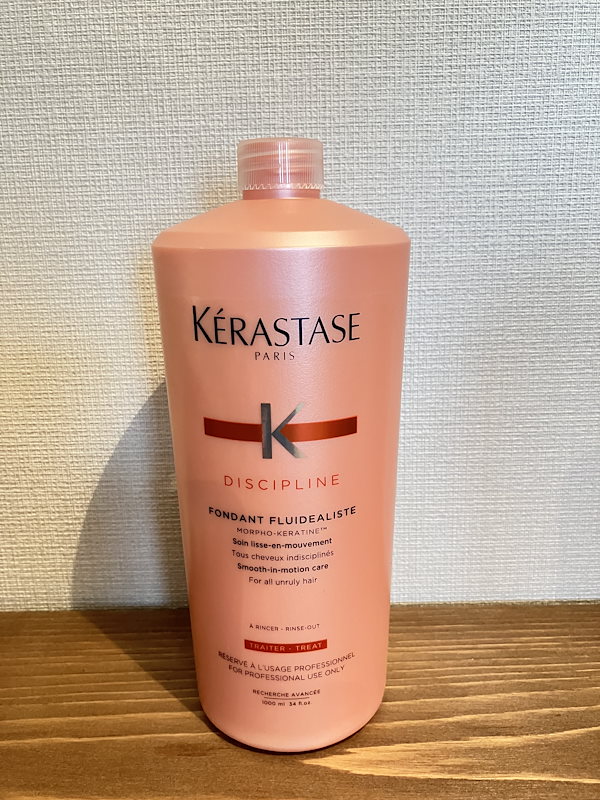 KÉRASTASE
PARIS
K
DISCIPLINE
FONDANT FLUIDEALISTE
MORPHO-KERATINE™
Soin lisse-en-mouvement
Tous cheveux indisciplinés
Smooth-in-motion care
For all unruly hair
À RINCER - RINSE-OUT
TRAITER - TREAT
RÉSERVÉ À L'USAGE PROFESSIONNEL
FOR PROFESSIONAL USE ONLY
RECHERCHE AVANCÉE
1000 ml 34 fl.oz